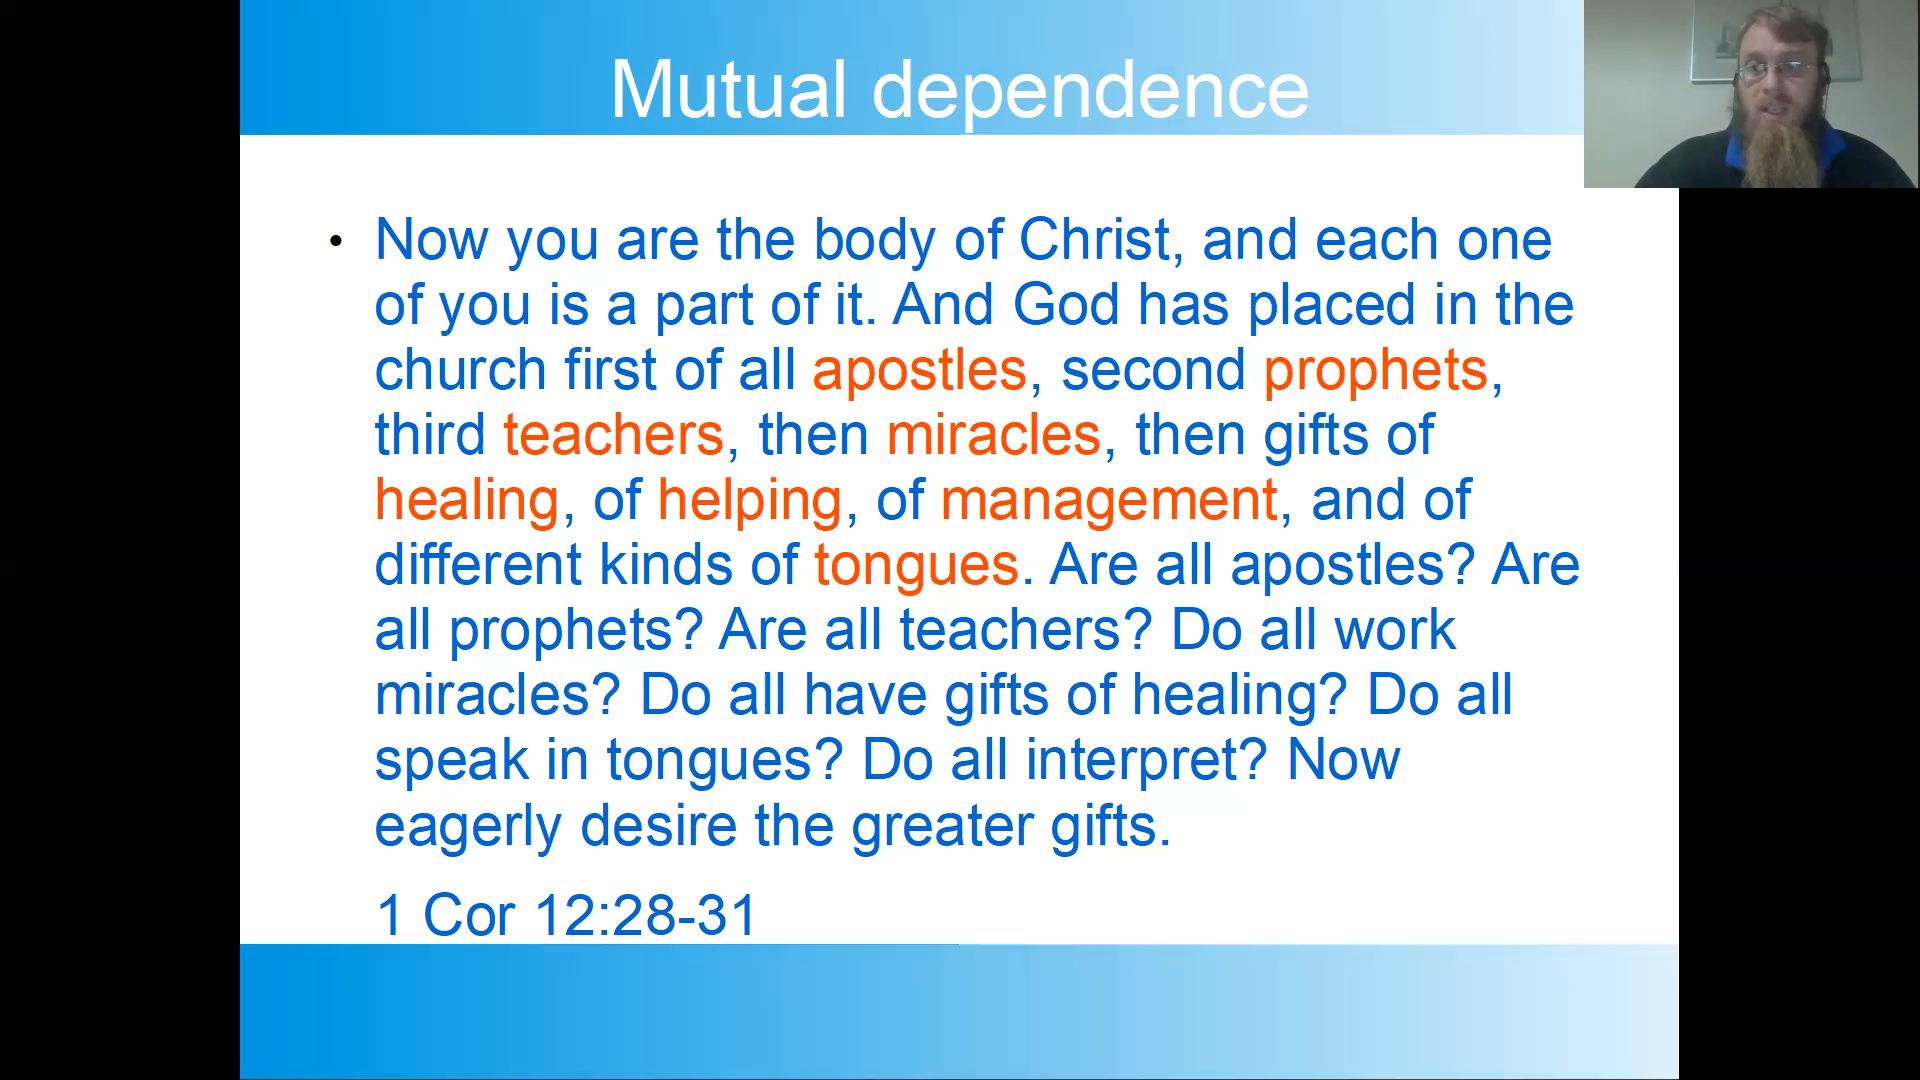 Mutual dependence
• Now you are the body of Christ, and each one
of you is a part of it. And God has placed in the
church first of all apostles, second prophets,
third teachers, then miracles, then gifts of
healing, of helping, of management, and of
different kinds of tongues. Are all apostles? Are
all prophets? Are all teachers? Do all work
miracles? Do all have gifts of healing? Do all
speak in tongues? Do all interpret? Now
eagerly desire the greater gifts.
1 Cor 12:28-31